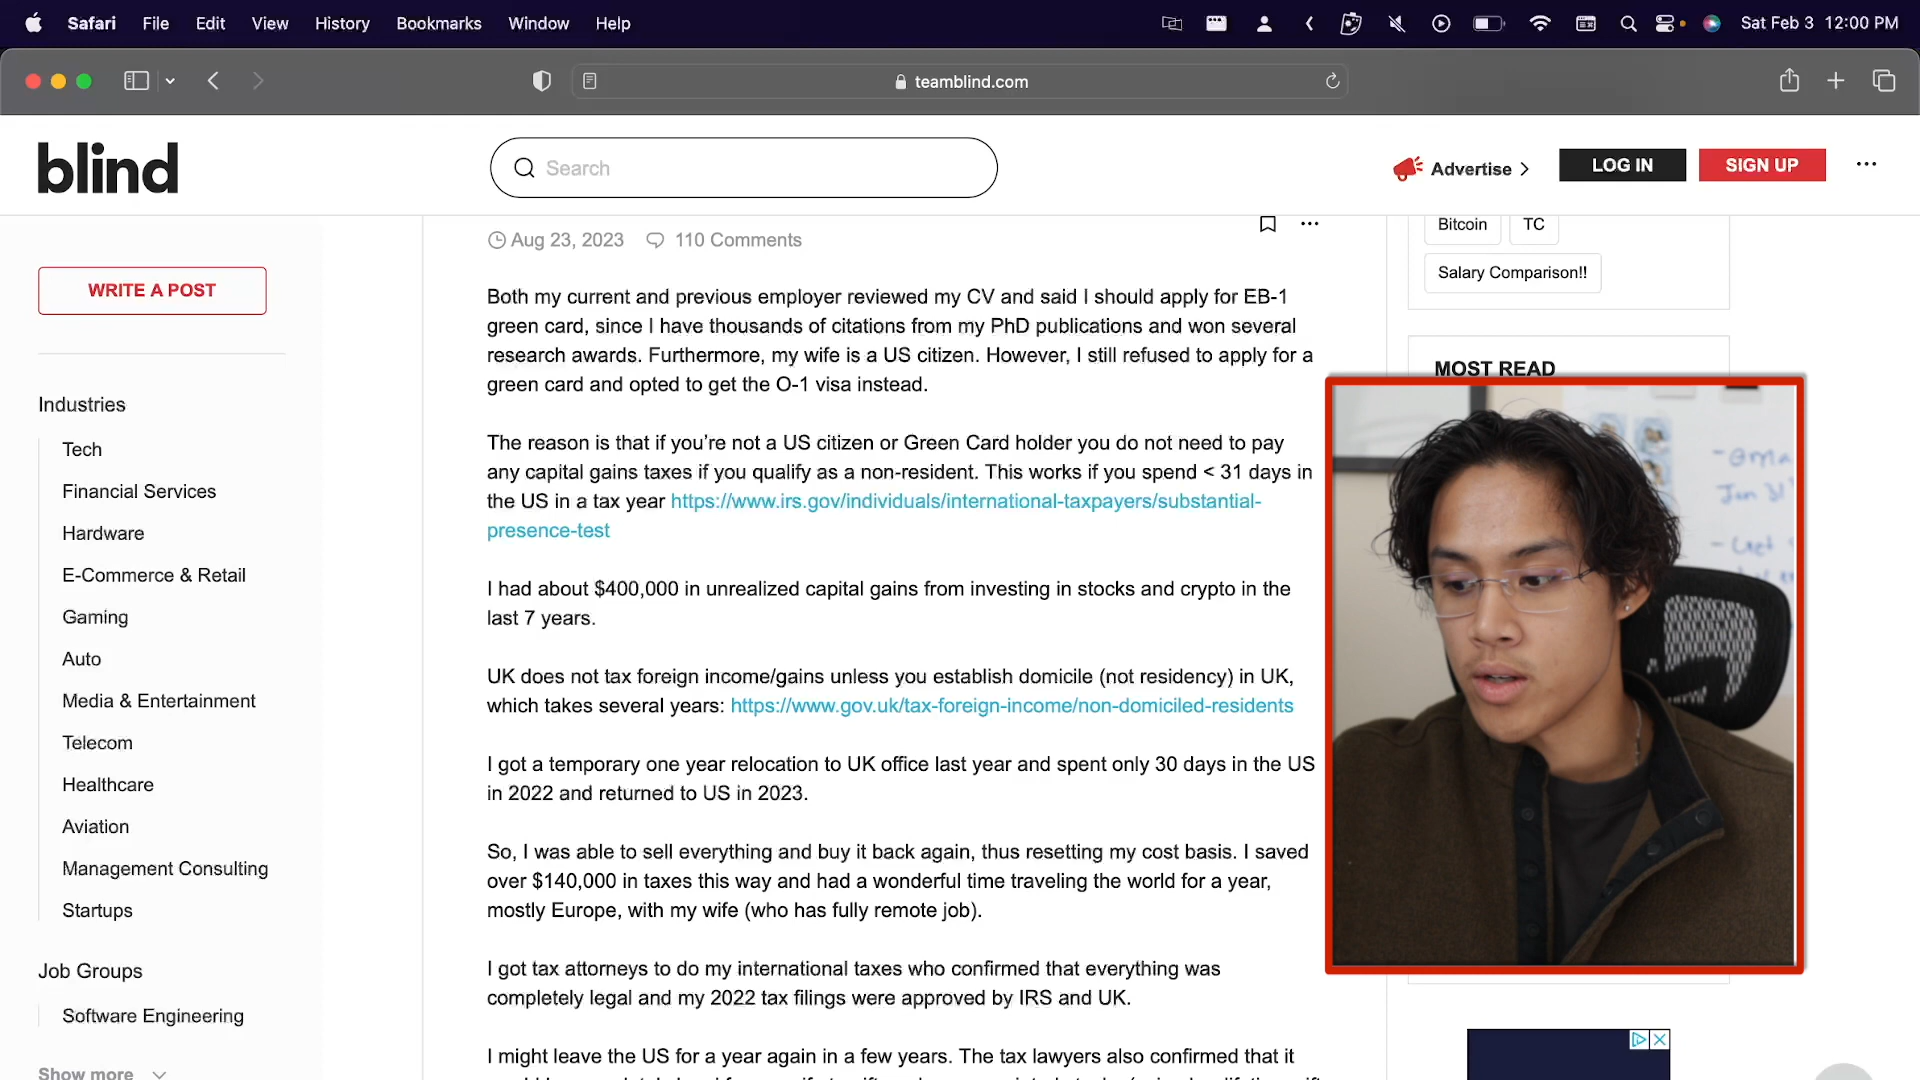 Safari File Edit View History Bookmarks Window Help
Sat Feb 3 12:00 PM
teamblind.com
blind
Search
Advertise
LOG IN
SIGN UP
WRITE A POST
Industries
Tech
Financial Services
Hardware
E-Commerce & Retail
Gaming
Auto
Media & Entertainment
Telecom
Healthcare
Aviation
Management Consulting
Startups
Job Groups
Software Engineering
Show more
Aug 23, 2023 110 Comments
Both my current and previous employer reviewed my CV and said I should apply for EB-1
green card, since I have thousands of citations from my PhD publications and won several
research awards. Furthermore, my wife is a US citizen. However, I still refused to apply for a
green card and opted to get the O-1 visa instead.
The reason is that if you’re not a US citizen or Green Card holder you do not need to pay
any capital gains taxes if you qualify as a non-resident. This works if you spend < 31 days in
the US in a tax year https://www.irs.gov/individuals/international-taxpayers/substantial-
presence-test
I had about $400,000 in unrealized capital gains from investing in stocks and crypto in the
last 7 years.
UK does not tax foreign income/gains unless you establish domicile (not residency) in UK,
which takes several years: https://www.gov.uk/tax-foreign-income/non-domiciled-residents
I got a temporary one year relocation to UK office last year and spent only 30 days in the US
in 2022 and returned to US in 2023.
So, I was able to sell everything and buy it back again, thus resetting my cost basis. I saved
over $140,000 in taxes this way and had a wonderful time traveling the world for a year,
mostly Europe, with my wife (who has fully remote job).
I got tax attorneys to do my international taxes who confirmed that everything was
completely legal and my 2022 tax filings were approved by IRS and UK.
I might leave the US for a year again in a few years. The tax lawyers also confirmed that it
Bitcoin TC
Salary Comparison!!
MOST READ
Jan 31